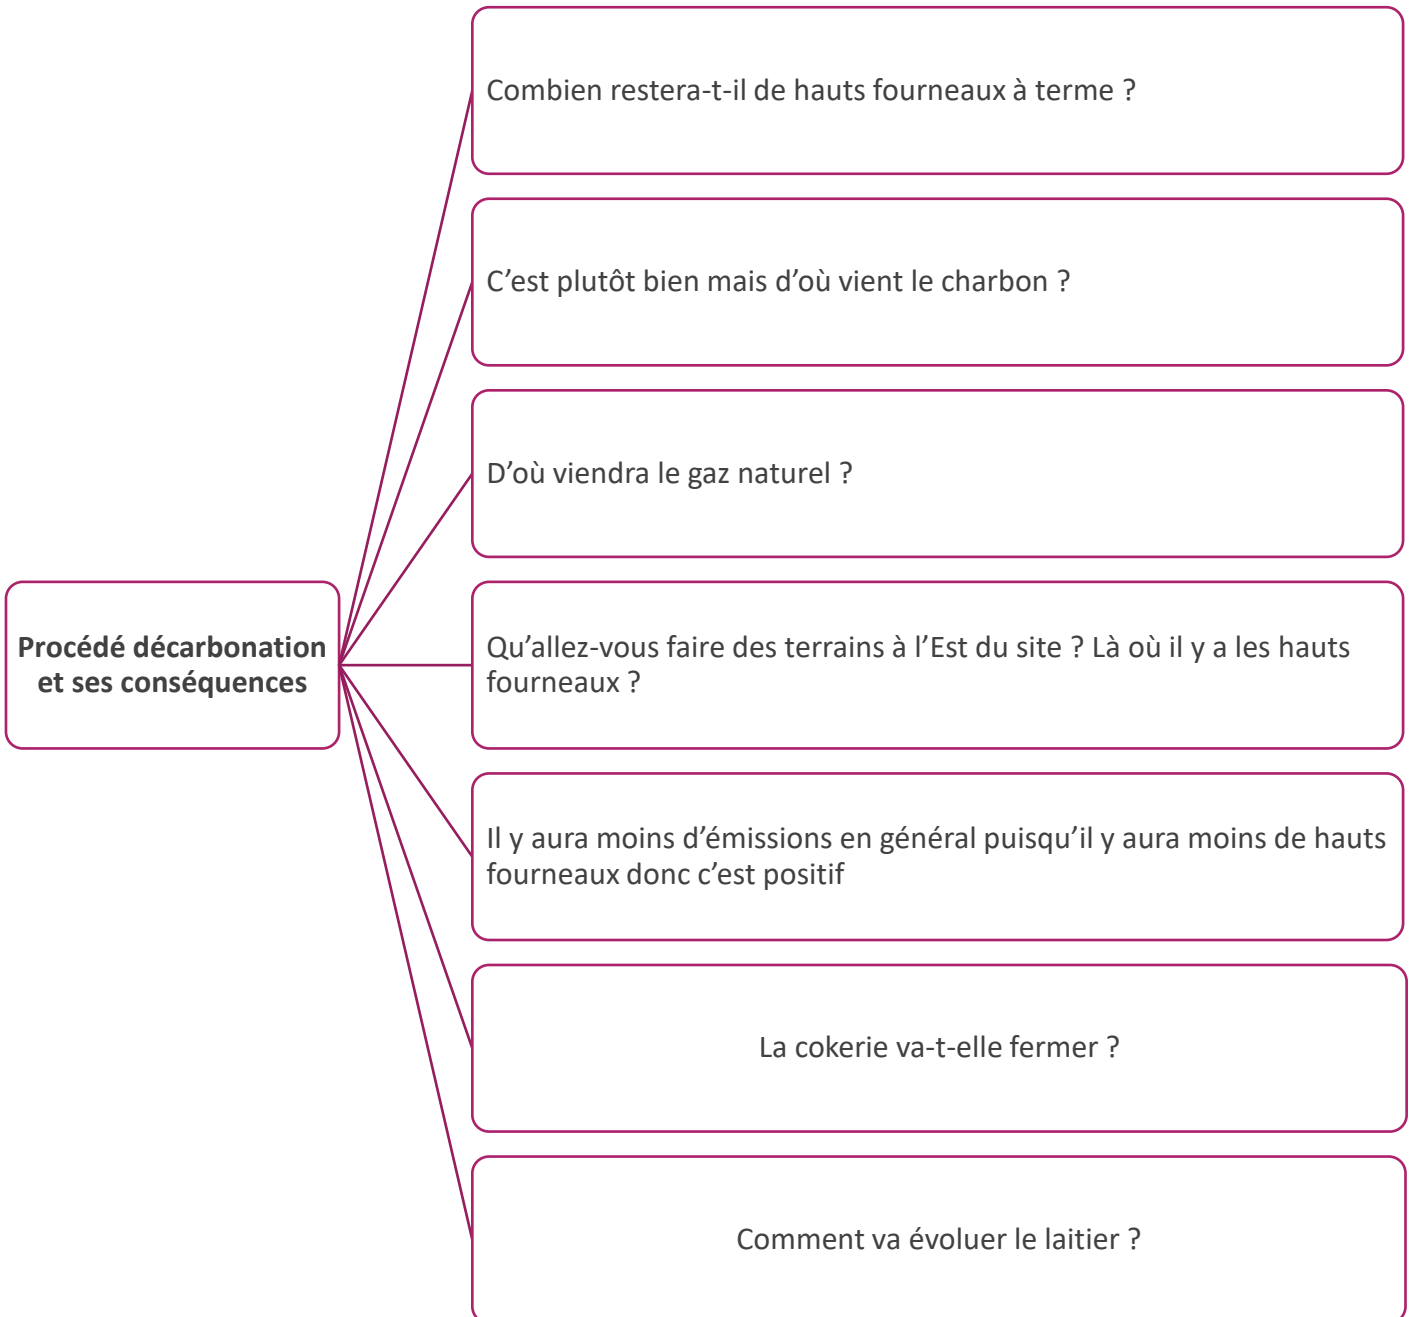 Combien restera-t-il de hauts fourneaux à terme ?
C’est plutôt bien mais d’où vient le charbon ?
D’où viendra le gaz naturel ?
Procédé décarbonation
et ses conséquences
Qu’allez-vous faire des terrains à l’Est du site ? Là où il y a les hauts
fourneaux ?
Il y aura moins d’émissions en général puisqu’il y aura moins de hauts
fourneaux donc c’est positif
La cokerie va-t-elle fermer ?
Comment va évoluer le laitier ?